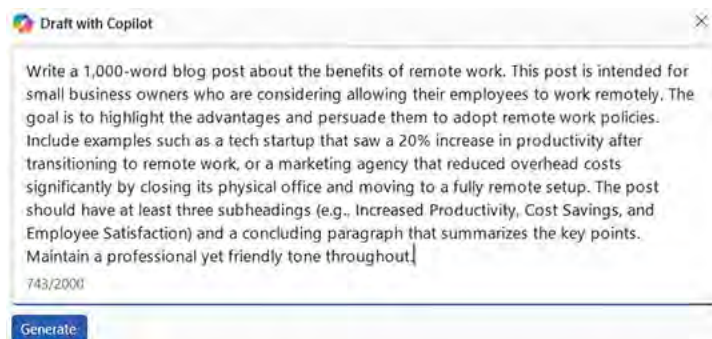 Draft with Copilot
Write a 1,000-word blog post about the benefits of remote work. This post is intended for
small business owners who are considering allowing their employees to work remotely. The
goal is to highlight the advantages and persuade them to adopt remote work policies.
Include examples such as a tech startup that saw a 20% increase in productivity after
transitioning to remote work, or a marketing agency that reduced overhead costs
significantly by closing its physical office and moving to a fully remote setup. The post
should have at least three subheadings (e.g., Increased Productivity, Cost Savings, and
Employee Satisfaction) and a concluding paragraph that summarizes the key points.
Maintain a professional yet friendly tone throughout.
743/2000
Generate